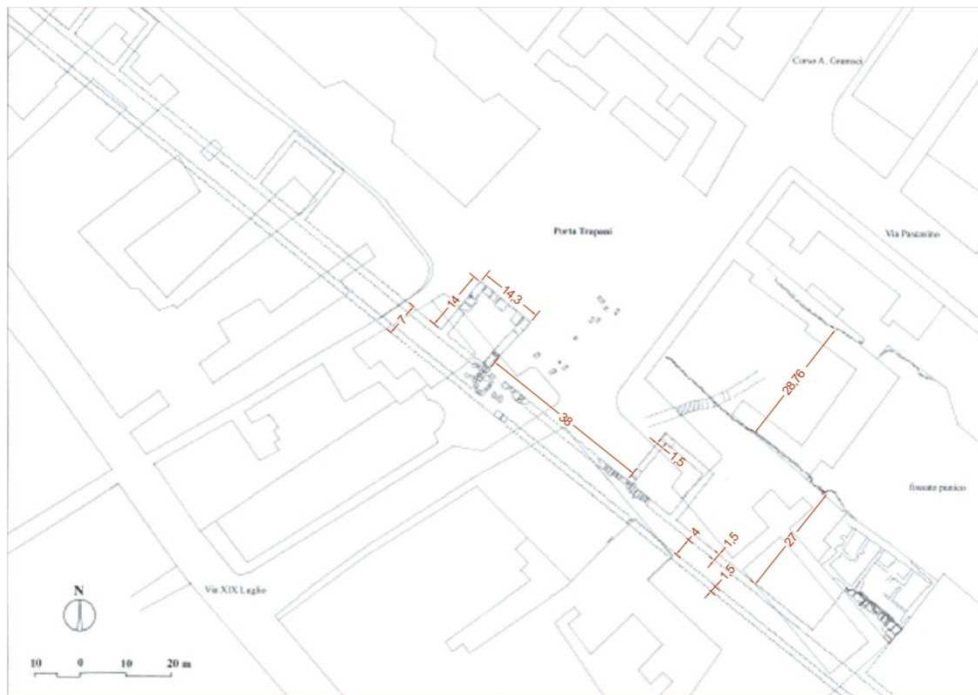 Corso A. Gramsci
Via Pastasino
Porta Trapani
14
14,3
7
28,76
38
1,5
fossato punico
4
1,5
27
1,5
Via XIX Luglio
N
10 0 10 20 m